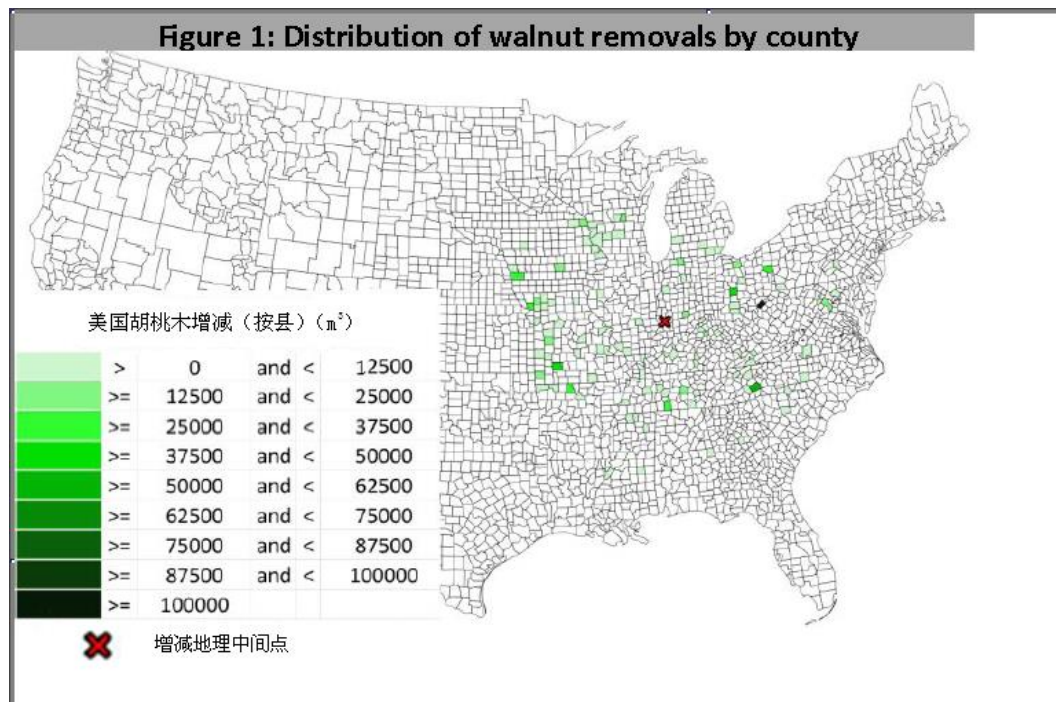 Figure 1: Distribution of walnut removals by county
美国胡桃木增减（按县）（m³）
> 0 and < 12500
>= 12500 and < 25000
>= 25000 and < 37500
>= 37500 and < 50000
>= 50000 and < 62500
>= 62500 and < 75000
>= 75000 and < 87500
>= 87500 and < 100000
>= 100000
增减地理中间点